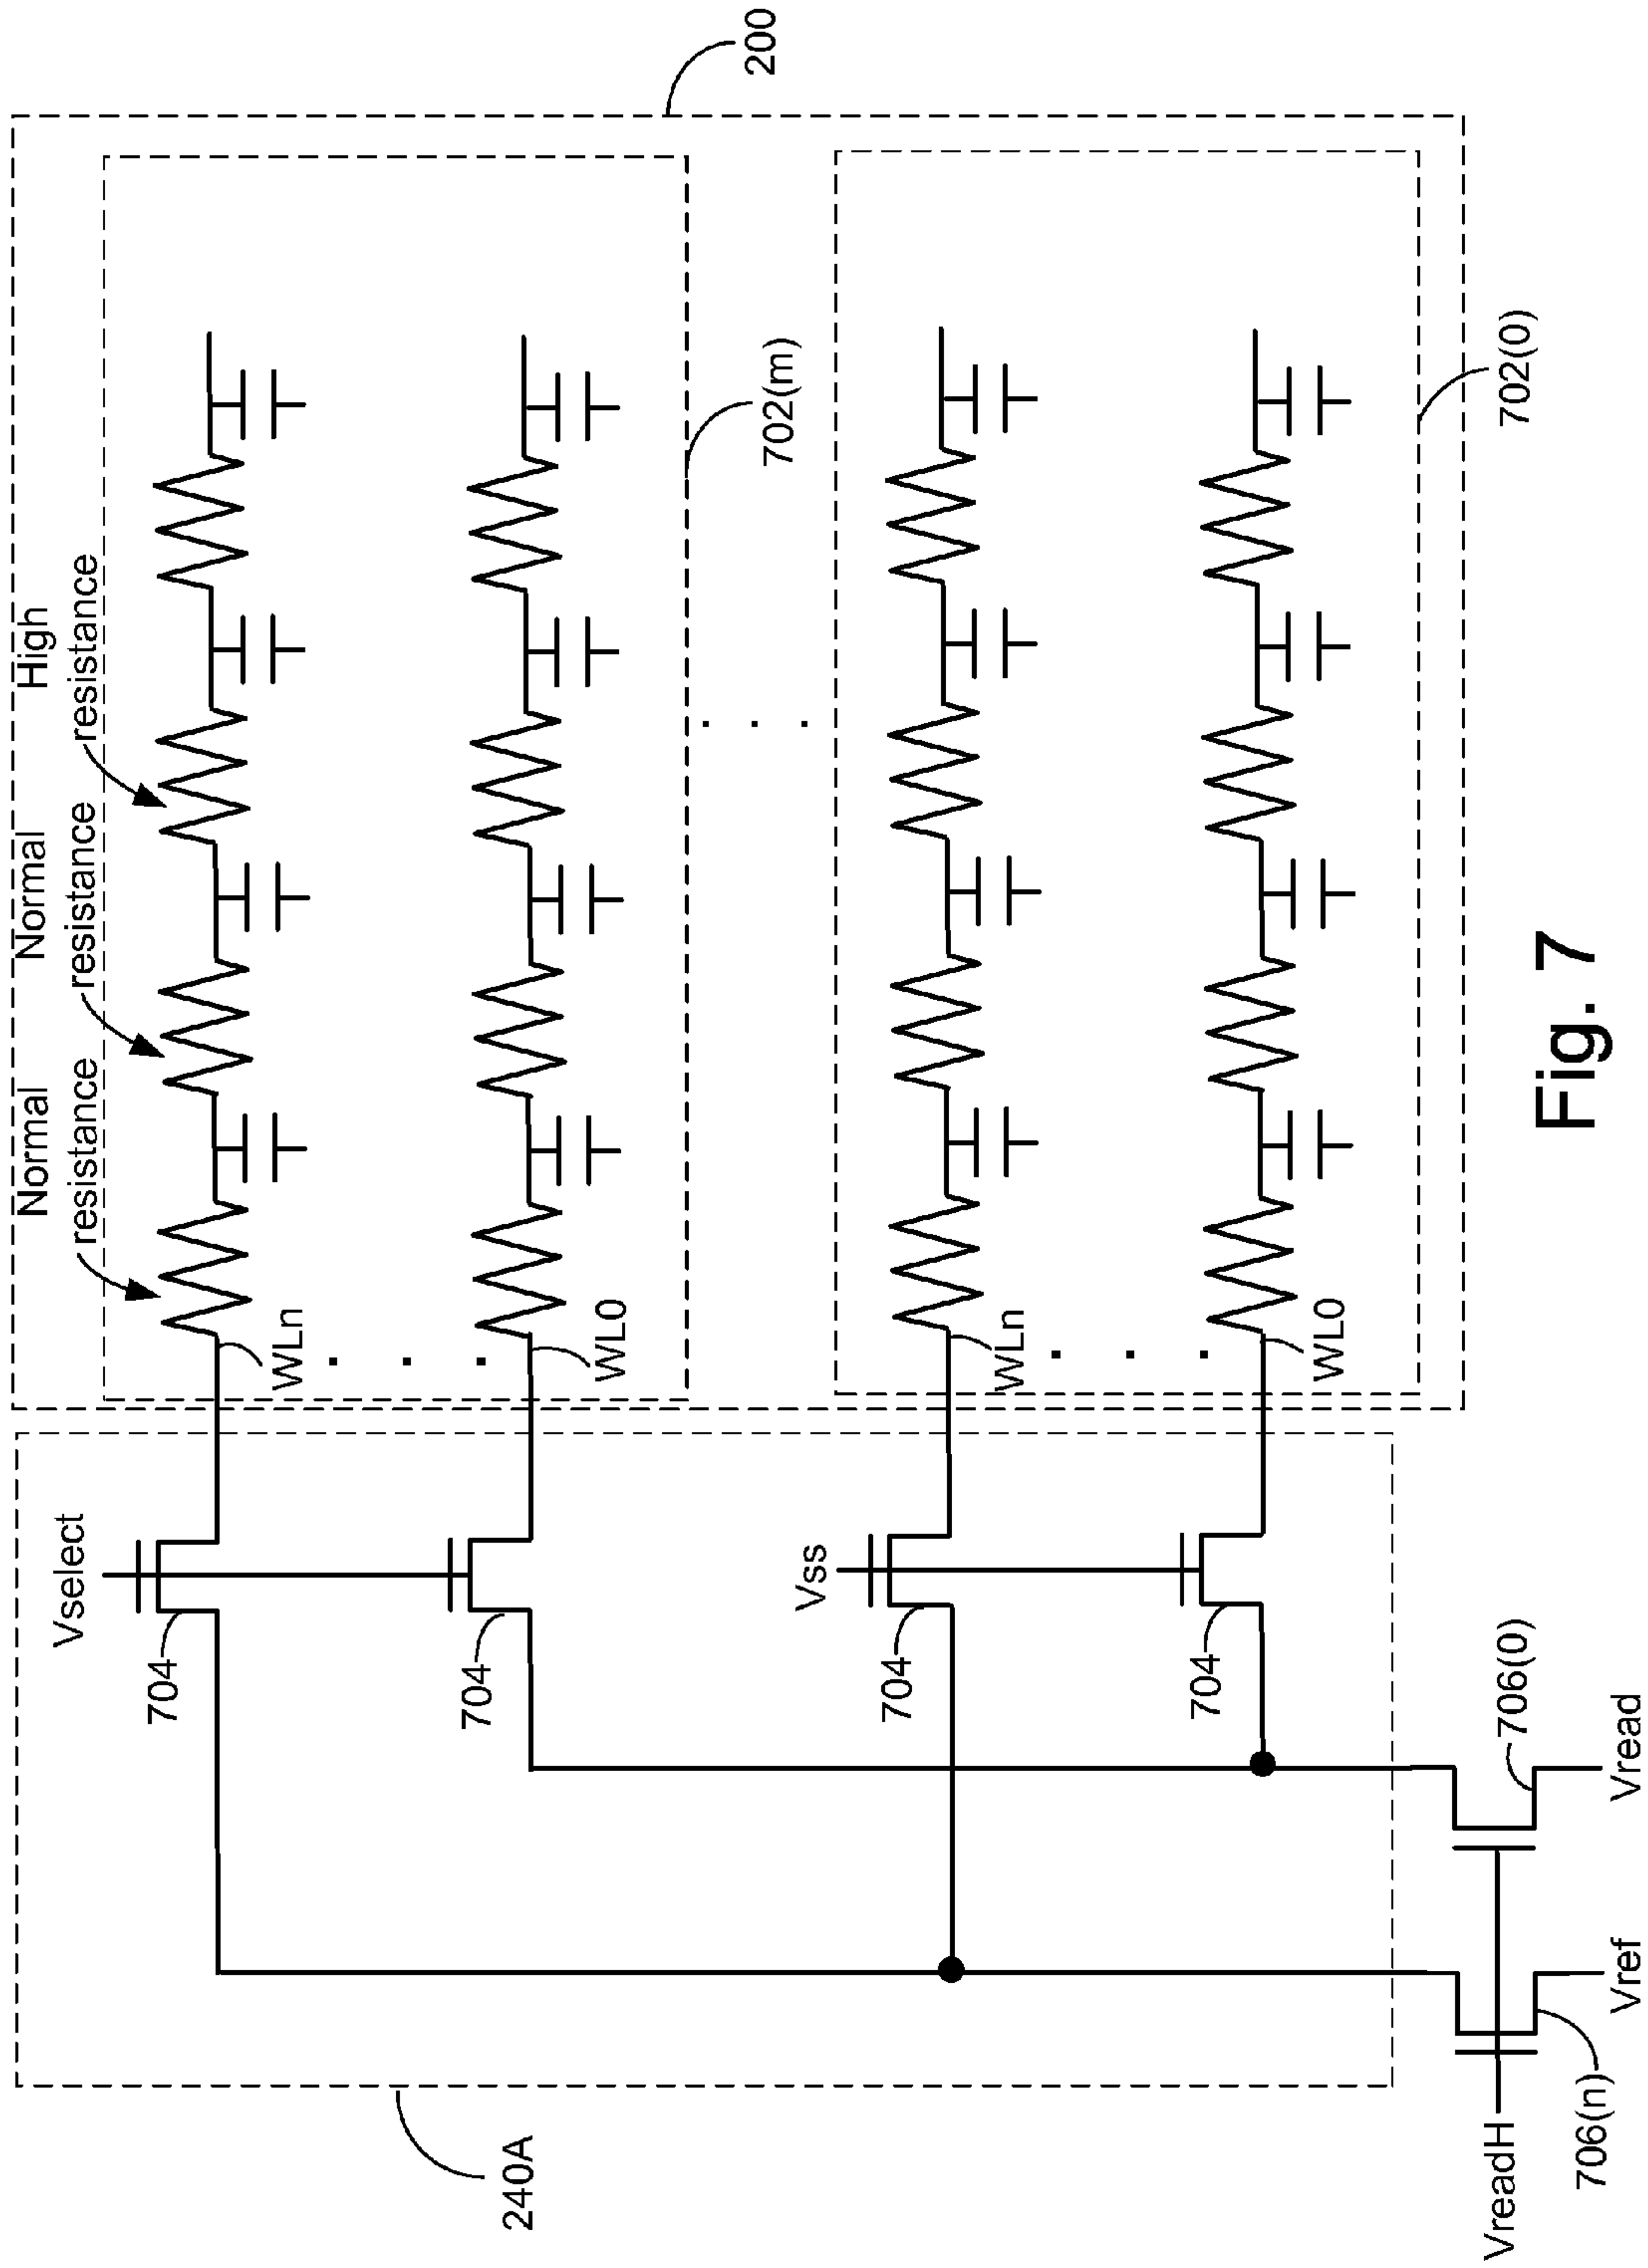 200
High
resistance
Normal
resistance
Normal
resistance
702(m)
702(0)
WLn
WL0
WLn
WL0
Vselect
704
704
Vss
704
704
706(0)
Vread
Vref
706(n)
VreadH
240A
Fig. 7